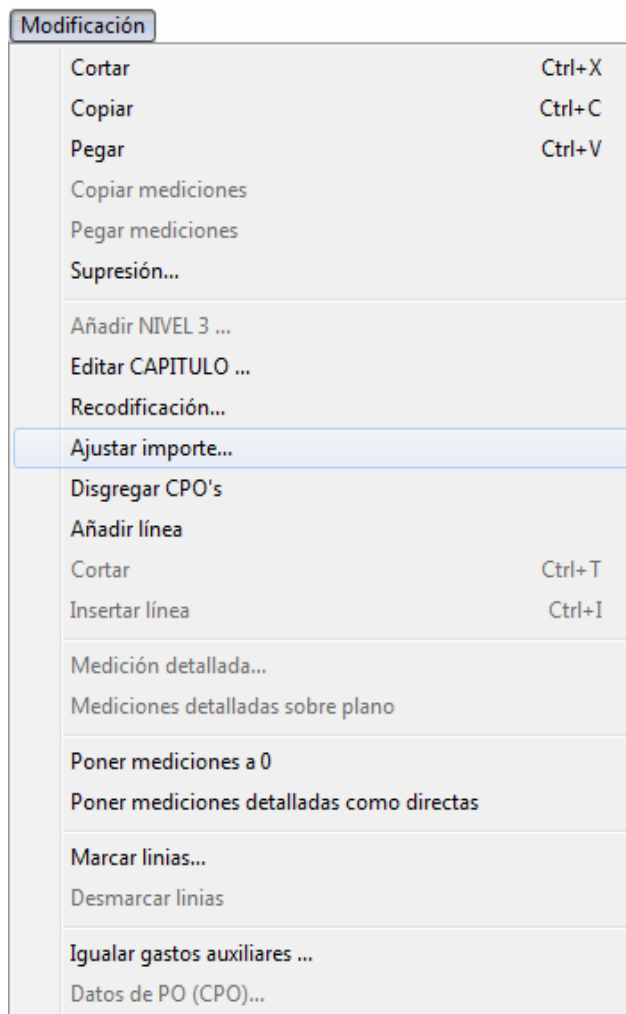 Modificación
Cortar Ctrl+X
Copiar Ctrl+C
Pegar Ctrl+V
Copiar mediciones
Pegar mediciones
Supresión...
Añadir NIVEL 3 ...
Editar CAPITULO ...
Recodificación...
Ajustar importe...
Disgregar CPO's
Añadir línea
Cortar Ctrl+T
Insertar línea Ctrl+I
Medición detallada...
Mediciones detalladas sobre plano
Poner mediciones a 0
Poner mediciones detalladas como directas
Marcar linias...
Desmarcar linias
Igualar gastos auxiliares ...
Datos de PO (CPO)...